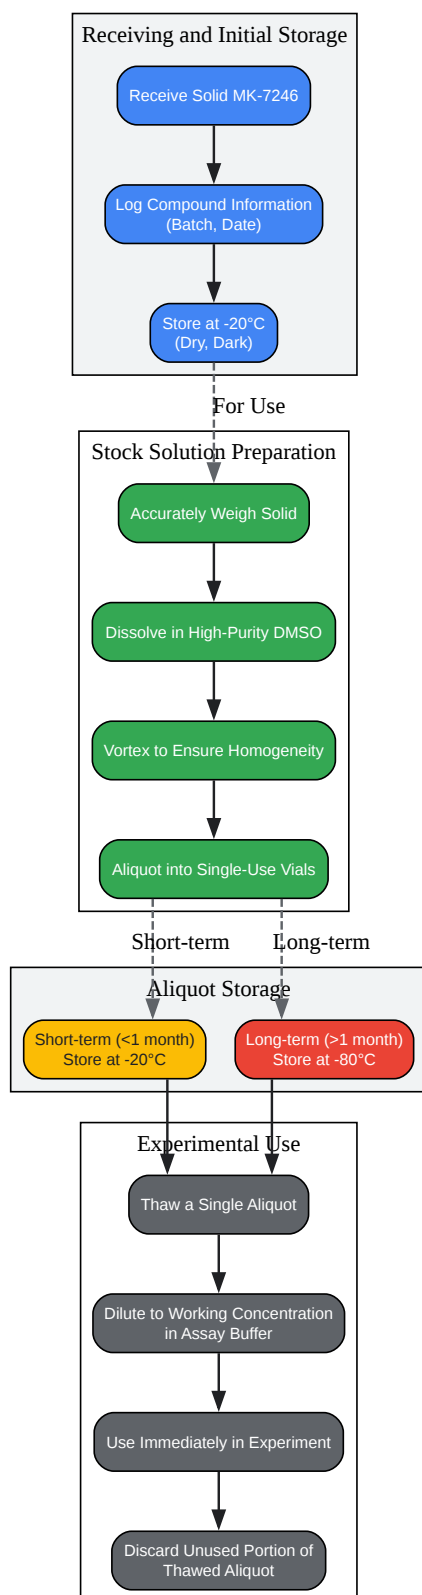 Receiving and Initial Storage
Receive Solid MK-7246
Log Compound Information
(Batch, Date)
Store at -20°C
(Dry, Dark)
For Use
Stock Solution Preparation
Accurately Weigh Solid
Dissolve in High-Purity DMSO
Vortex to Ensure Homogeneity
Aliquot into Single-Use Vials
Short-term
Long-term
Aliquot Storage
Short-term (<1 month)
Store at -20°C
Long-term (>1 month)
Store at -80°C
Experimental Use
Thaw a Single Aliquot
Dilute to Working Concentration
in Assay Buffer
Use Immediately in Experiment
Discard Unused Portion of
Thawed Aliquot